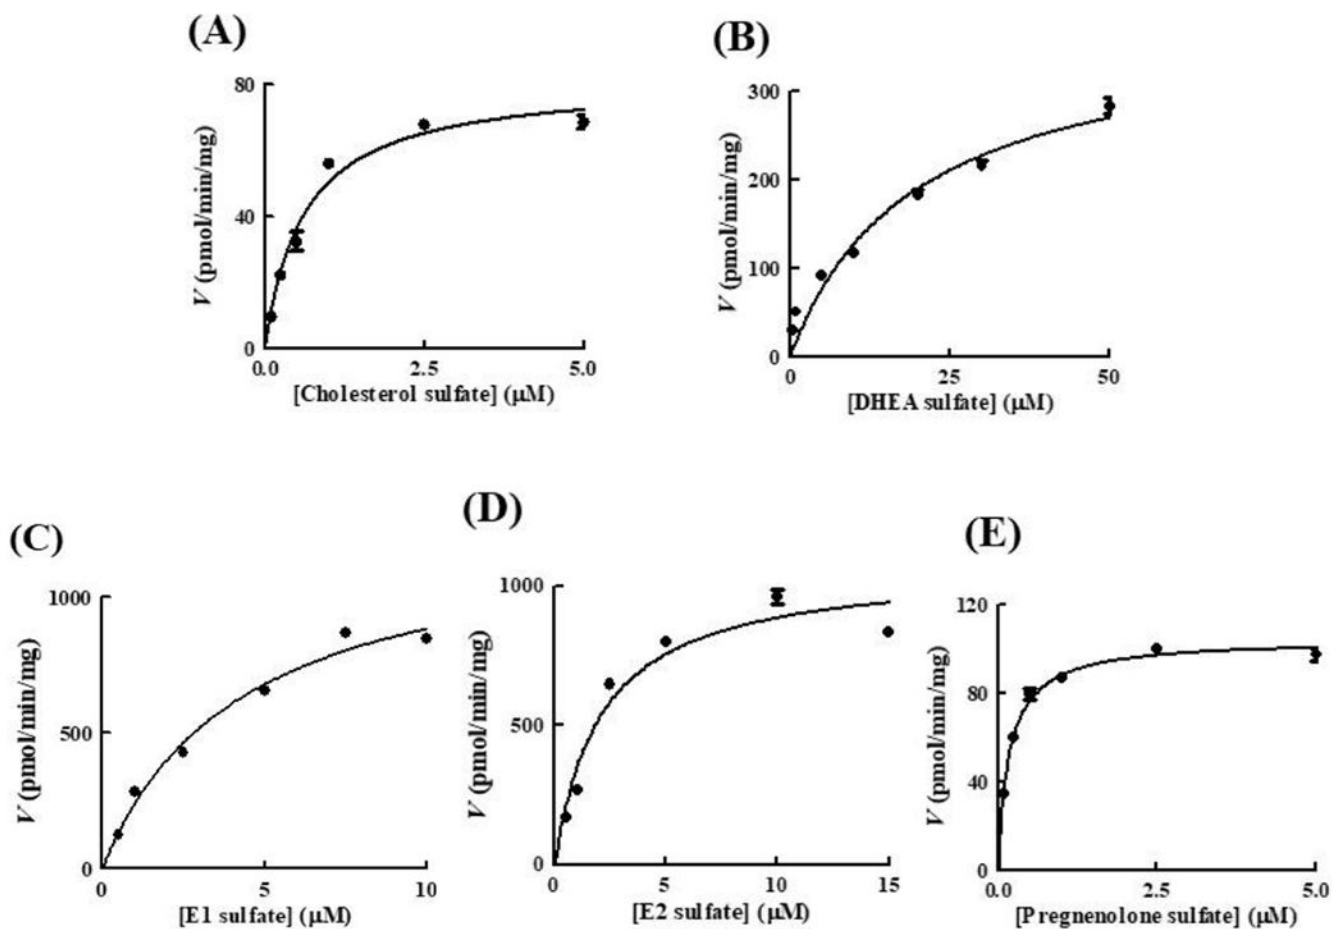 (A)
80
40
0
V (pmol/min/mg)
0.0 2.5 5.0
[Cholesterol sulfate] (μM)
(B)
300
200
100
0
V (pmol/min/mg)
0 25 50
[DHEA sulfate] (μM)
(C)
1000
500
0
V (pmol/min/mg)
0 5 10
[E1 sulfate] (μM)
(D)
1000
500
0
V (pmol/min/mg)
0 5 10 15
[E2 sulfate] (μM)
(E)
120
80
40
0
V (pmol/min/mg)
0.0 2.5 5.0
[Pregnenolone sulfate] (μM)